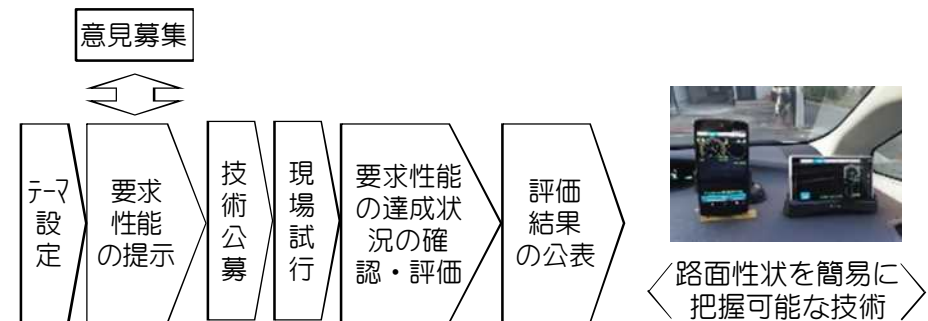 意見募集
テーマ
設
定
要求
性能
の提示
技
術
公
募
現
場
試
行
要求性能
の達成状
況の確
認・評価
評価
結果
の公表
路面性状を簡易に
把握可能な技術